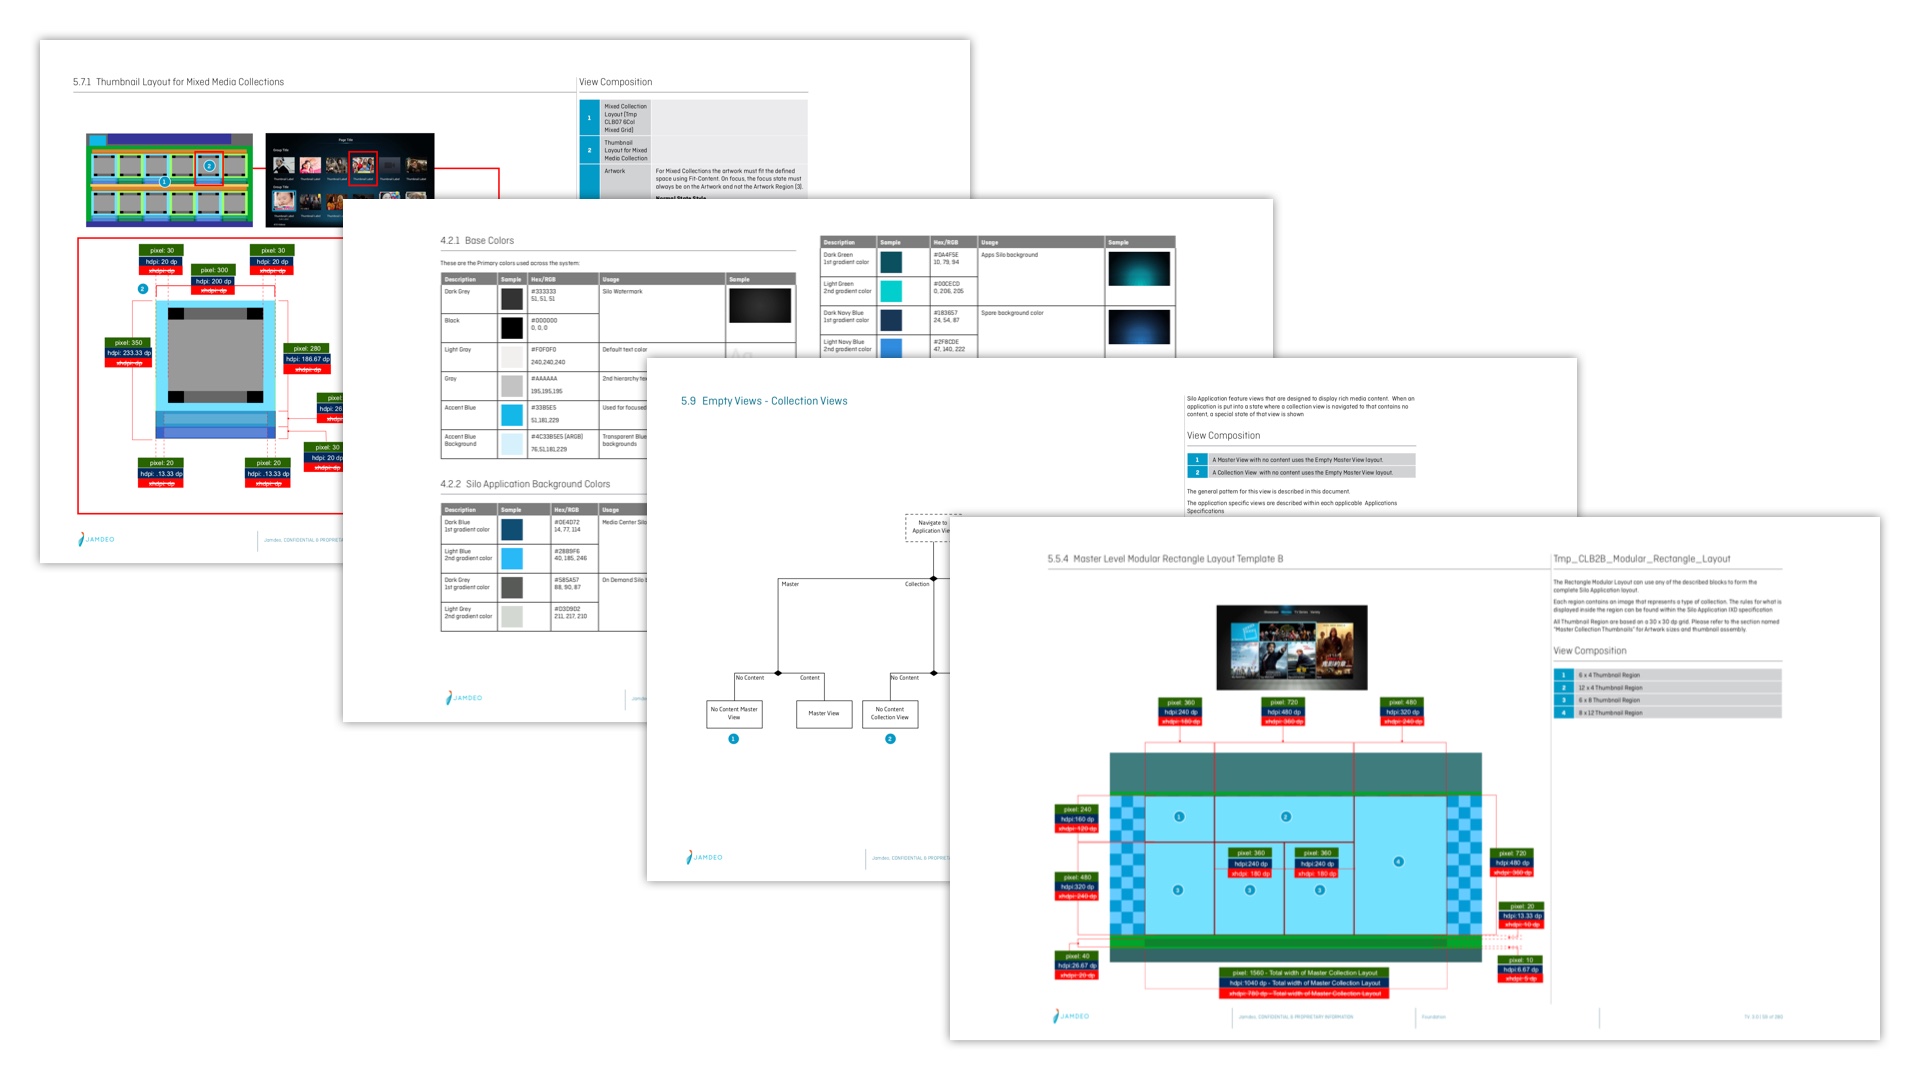 5.7.1 Thumbnail Layout for Mixed Media Collections
View Composition
1
Mixed Collection
Layout [Tmp
CLB07 6Col
Mixed Grid]
2
Thumbnail
Layout for Mixed
Media Collection
Artwork
For Mixed Collections the artwork must fit the defined
space using Fit-Content. On focus, the focus state must
always be on the Artwork and not the Artwork Region [3].
Normal State Style
Page Title
Group Title
Group Title
1
2
pixel: 30
hdpi: 20 dp
xhdpi: dp
pixel: 30
hdpi: 20 dp
xhdpi: dp
pixel: 300
hdpi: 200 dp
xhdpi: dp
2
pixel: 350
hdpi: 233.33 dp
xhdpi: dp
pixel: 280
hdpi: 186.67 dp
xhdpi: dp
pixel:
hdpi: 26
pixel: 30
hdpi: 20 dp
xhdpi: dp
pixel: 20
hdpi: .13.33 dp
xhdpi: dp
pixel: 20
hdpi: .13.33 dp
xhdpi: dp
JAMDEO
Jamdeo, CONFIDENTIAL & PROPRIETA
4.2.1 Base Colors
These are the Primary colors used across the system:
Description Sample Hex/RGB Usage Sample
Dark Grey
#333333
51, 51, 51
Silo Watermark
Black
#000000
0, 0, 0
Light Gray
#F0F0F0
240,240,240
Default text color
Gray
#AAAAAA
195,195,195
2nd hierarchy te
Accent Blue
#33B5E5
51,181,229
Used for focused
Accent Blue
Background
#4C33B5E5 [ARGB]
76,51,181,229
Transparent Blue
backgrounds
4.2.2 Silo Application Background Colors
Description Sample Hex/RGB Usage
Dark Blue
1st gradient color
#0E4D72
14, 77, 114
Media Center Silo
Light Blue
2nd gradient color
#28B9F6
40, 185, 246
Dark Grey
1st gradient color
#585A57
88, 90, 87
On Demand Silo b
Light Grey
2nd gradient color
#D3D9D2
211, 217, 210
JAMDEO
Description Sample Hex/RGB Usage Sample
Dark Green
1st gradient color
#0A4F5E
10, 79, 94
Apps Silo background
Light Green
2nd gradient color
#00CECD
0, 206, 205
Dark Navy Blue
1st gradient color
#183657
24, 54, 87
Spare background color
Light Navy Blue
2nd gradient color
#2F8CDE
47, 140, 222
5.9 Empty Views - Collection Views
Silo Application feature views that are designed to display rich media content. When an
application is put into a state where a collection view is navigated to that contains no
content, a special state of that view is shown
View Composition
1 A Master View with no content uses the Empty Master View layout.
2 A Collection View with no content uses the Empty Master View layout.
The general pattern for this view is described in this document.
The application specific views are described within each applicable Applications
Specifications
Navigate to
Application Vie
Master
Collection
No Content
Content
No Content
No Content Master
View
Master View
No Content
Collection View
1
2
JAMDEO
Jamdeo, CONFIDENTIAL & PROPRIETA
5.5.4 Master Level Modular Rectangle Layout Template B
Tmp_CLB2B_Modular_Rectangle_Layout
The Rectangle Modular Layout can use any of the described blocks to form the
complete Silo Application layout.
Each region contains an image that represents a type of collection. The rules for what is
displayed inside the region can be found within the Silo Application IXD specification
All Thumbnail Region are based on a 30 x 30 dp grid. Please refer to the section named
"Master Collection Thumbnails" for Artwork sizes and thumbnail assembly.
View Composition
1 6 x 4 Thumbnail Region
2 12 x 4 Thumbnail Region
3 6 x 8 Thumbnail Region
4 8 x 12 Thumbnail Region
pixel: 360
hdpi:240 dp
xhdpi: 180 dp
pixel: 720
hdpi:480 dp
xhdpi: 360 dp
pixel: 480
hdpi:320 dp
xhdpi: 240 dp
pixel: 240
hdpi:160 dp
xhdpi: 120 dp
1
2
pixel: 360
hdpi:240 dp
xhdpi: 180 dp
pixel: 360
hdpi:240 dp
xhdpi: 180 dp
4
pixel: 720
hdpi:480 dp
xhdpi: 360 dp
pixel: 480
hdpi:320 dp
xhdpi: 240 dp
3
3
3
pixel: 20
hdpi:13.33 dp
xhdpi: 10 dp
pixel: 40
hdpi:26.67 dp
xhdpi: 20 dp
pixel: 10
hdpi:6.67 dp
xhdpi: 5 dp
pixel: 1560 - Total width of Master Collection Layout
hdpi:1040 dp - Total width of Master Collection Layout
xhdpi: 780 dp - Total width of Master Collection Layout
JAMDEO
Jamdeo, CONFIDENTIAL & PROPRIETARY INFORMATION
Foundation